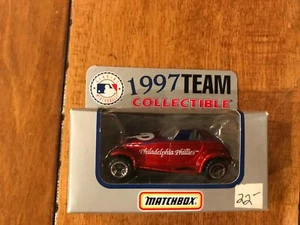 1997 TEAM
COLLECTIBLE
Philadelphia Phillies
MATCHBOX
22-